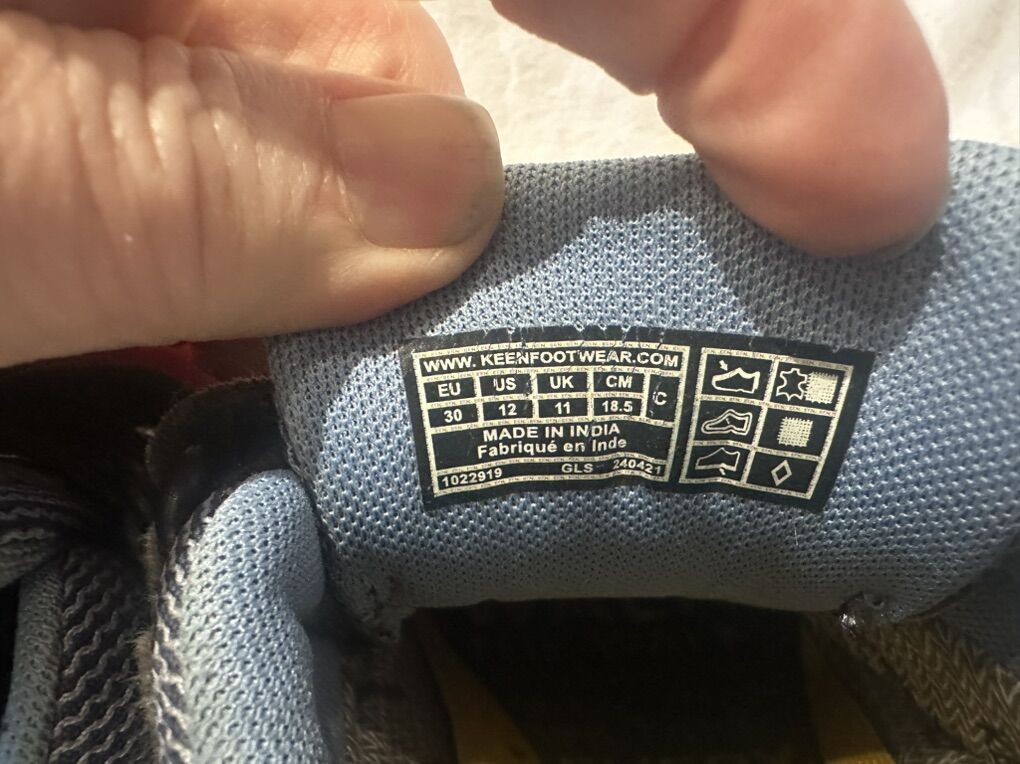 WWW. KEENFOOTWEAR.COM
EU US UK CM C
30 12 11 18.5
MADE IN INDIA
Fabriqué en Inde
1022919 GLS 240421